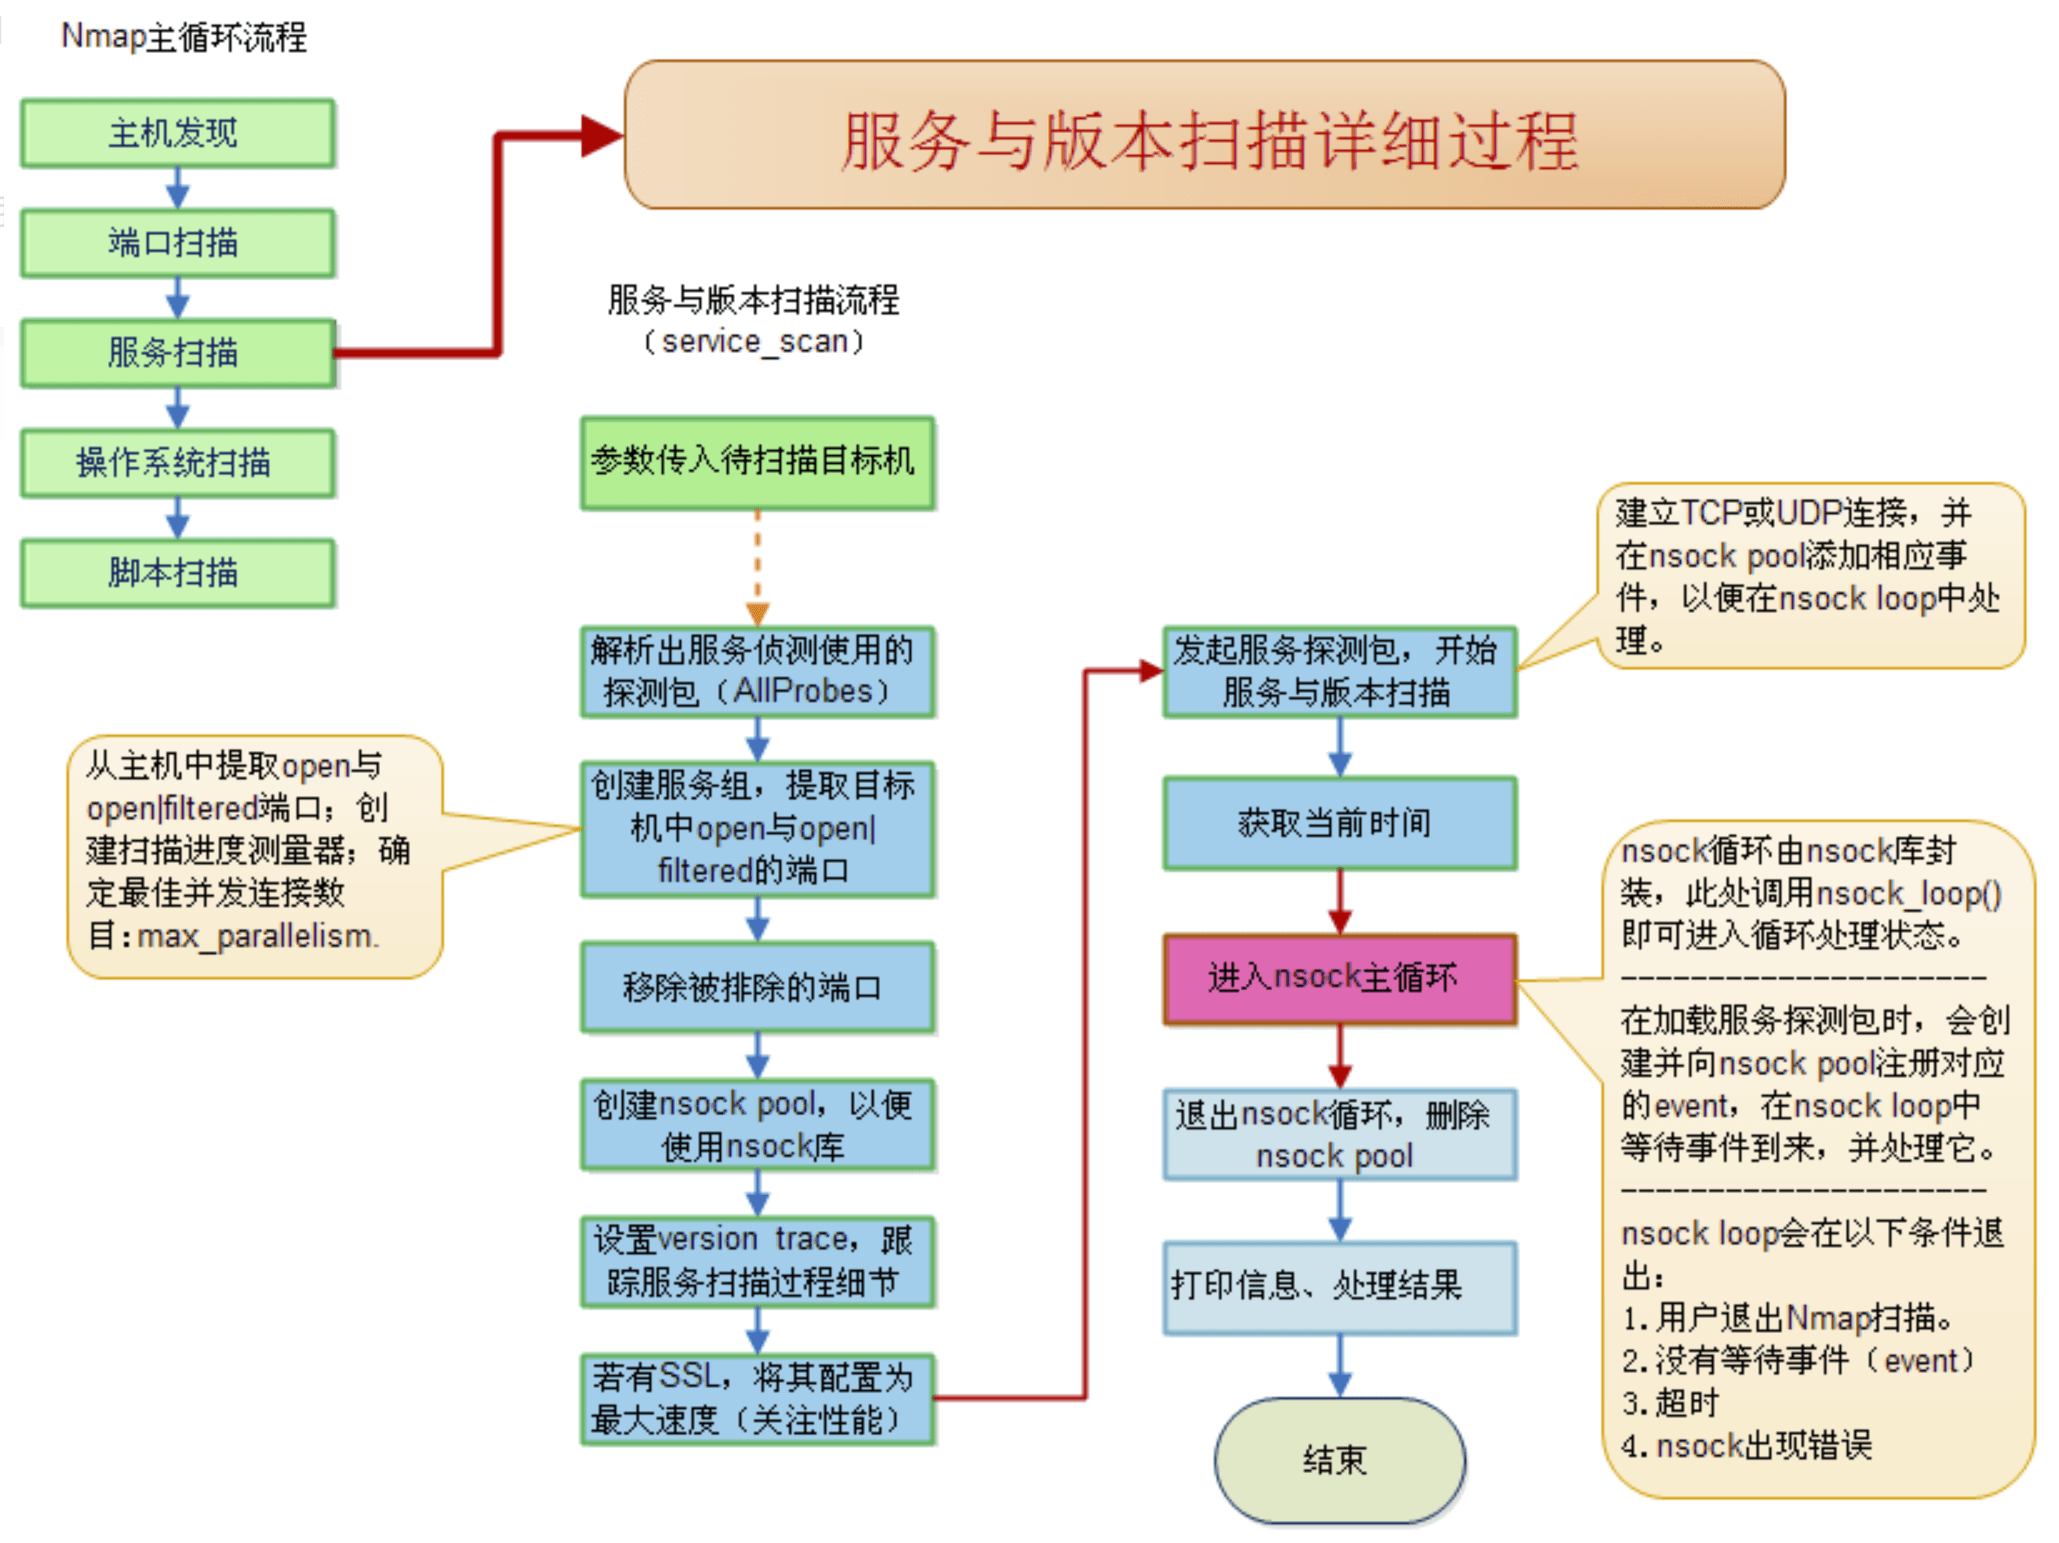 Nmap主循环流程
主机发现
端口扫描
服务扫描
操作系统扫描
脚本扫描
服务与版本扫描详细过程
服务与版本扫描流程
（service_scan）
参数传入待扫描目标机
解析出服务侦测使用的
探测包（AllProbes）
创建服务组，提取目标
机中open与open|
filtered的端口
从主机中提取open与
open|filtered端口；创
建扫描进度测量器；确
定最佳并发连接数
目:max_parallelism.
移除被排除的端口
创建nsock pool，以便
使用nsock库
设置version trace，跟
踪服务扫描过程细节
若有SSL，将其配置为
最大速度（关注性能）
发起服务探测包，开始
服务与版本扫描
建立TCP或UDP连接，并
在nsock pool添加相应事
件，以便在nsock loop中处
理。
获取当前时间
进入nsock主循环
nsock循环由nsock库封
装，此处调用nsock_loop()
即可进入循环处理状态。
----------------------
在加载服务探测包时，会创
建并向nsock pool注册对应
的event，在nsock loop中
等待事件到来，并处理它。
----------------------
nsock loop会在以下条件退
出：
1.用户退出Nmap扫描。
2.没有等待事件（event）
3.超时
4.nsock出现错误
退出nsock循环，删除
nsock pool
打印信息、处理结果
结束